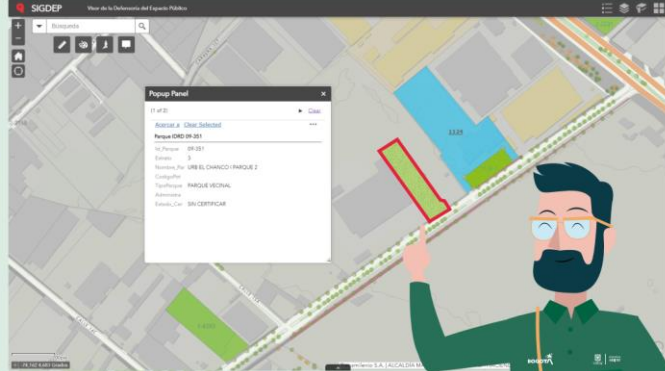 SIGDEP Visor de la Defensoría del Espacio Público
Búsqueda
Popup Panel
(1 of 2) Clear
Acercar a Clear Selected
Parque IDRD 09-351
Id_Parque 09-351
Estrato 3
Nombre_Par URB EL CHANCO I PARQUE 2
CodigoPot
TipoParque PARQUE VECINAL
Administra
Estado_Cer SIN CERTIFICAR
BOGOTÁ